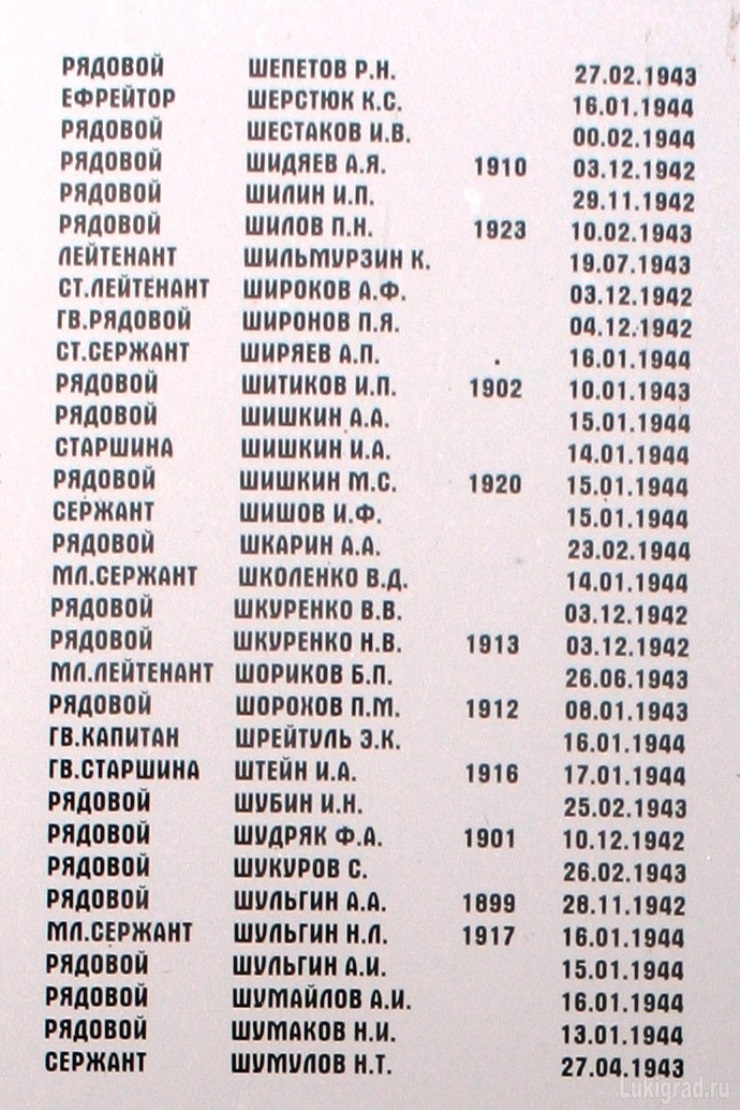 РЯДОВОЙ ШЕПЕТОВ Р.Н. 27.02.1943
ЕФРЕЙТОР ШЕРСТЮК К.С. 16.01.1944
РЯДОВОЙ ШЕСТАКОВ И.В. 00.02.1944
РЯДОВОЙ ШИДЯЕВ А.Я. 1910 03.12.1942
РЯДОВОЙ ШИЛИН И.П. 29.11.1942
РЯДОВОЙ ШИЛОВ П.Н. 1923 10.02.1943
ЛЕЙТЕНАНТ ШИЛЬМУРЗИН К. 19.07.1943
СТ.ЛЕЙТЕНАНТ ШИРОКОВ А.Ф. 03.12.1942
ГВ.РЯДОВОЙ ШИРОНОВ П.Я. 04.12.1942
СТ.СЕРЖАНТ ШИРЯЕВ А.П. 16.01.1944
РЯДОВОЙ ШИТИКОВ И.П. 1902 10.01.1943
РЯДОВОЙ ШИШКИН А.А. 15.01.1944
СТАРШИНА ШИШКИН И.А. 14.01.1944
РЯДОВОЙ ШИШКИН М.С. 1920 15.01.1944
СЕРЖАНТ ШИШОВ И.Ф. 15.01.1944
РЯДОВОЙ ШКАРИН А.А. 23.02.1944
МЛ.СЕРЖАНТ ШКОЛЕНКО В.Д. 14.01.1944
РЯДОВОЙ ШКУРЕНКО В.В. 03.12.1942
РЯДОВОЙ ШКУРЕНКО Н.В. 1913 03.12.1942
МЛ.ЛЕЙТЕНАНТ ШОРИКОВ Б.П. 26.06.1943
РЯДОВОЙ ШОРОХОВ П.М. 1912 08.01.1943
ГВ.КАПИТАН ШРЕЙТУЛЬ Э.К. 16.01.1944
ГВ.СТАРШИНА ШТЕЙН И.А. 1916 17.01.1944
РЯДОВОЙ ШУБИН И.Н. 25.02.1943
РЯДОВОЙ ШУДРЯК Ф.А. 1901 10.12.1942
РЯДОВОЙ ШУКУРОВ С. 26.02.1943
РЯДОВОЙ ШУЛЬГИН А.А. 1899 28.11.1942
МЛ.СЕРЖАНТ ШУЛЬГИН Н.Л. 1917 16.01.1944
РЯДОВОЙ ШУЛЬГИН А.И. 15.01.1944
РЯДОВОЙ ШУМАЙЛОВ А.И. 16.01.1944
РЯДОВОЙ ШУМАКОВ Н.И. 13.01.1944
СЕРЖАНТ ШУМУЛОВ Н.Т. 27.04.1943
Lukigrad.ru